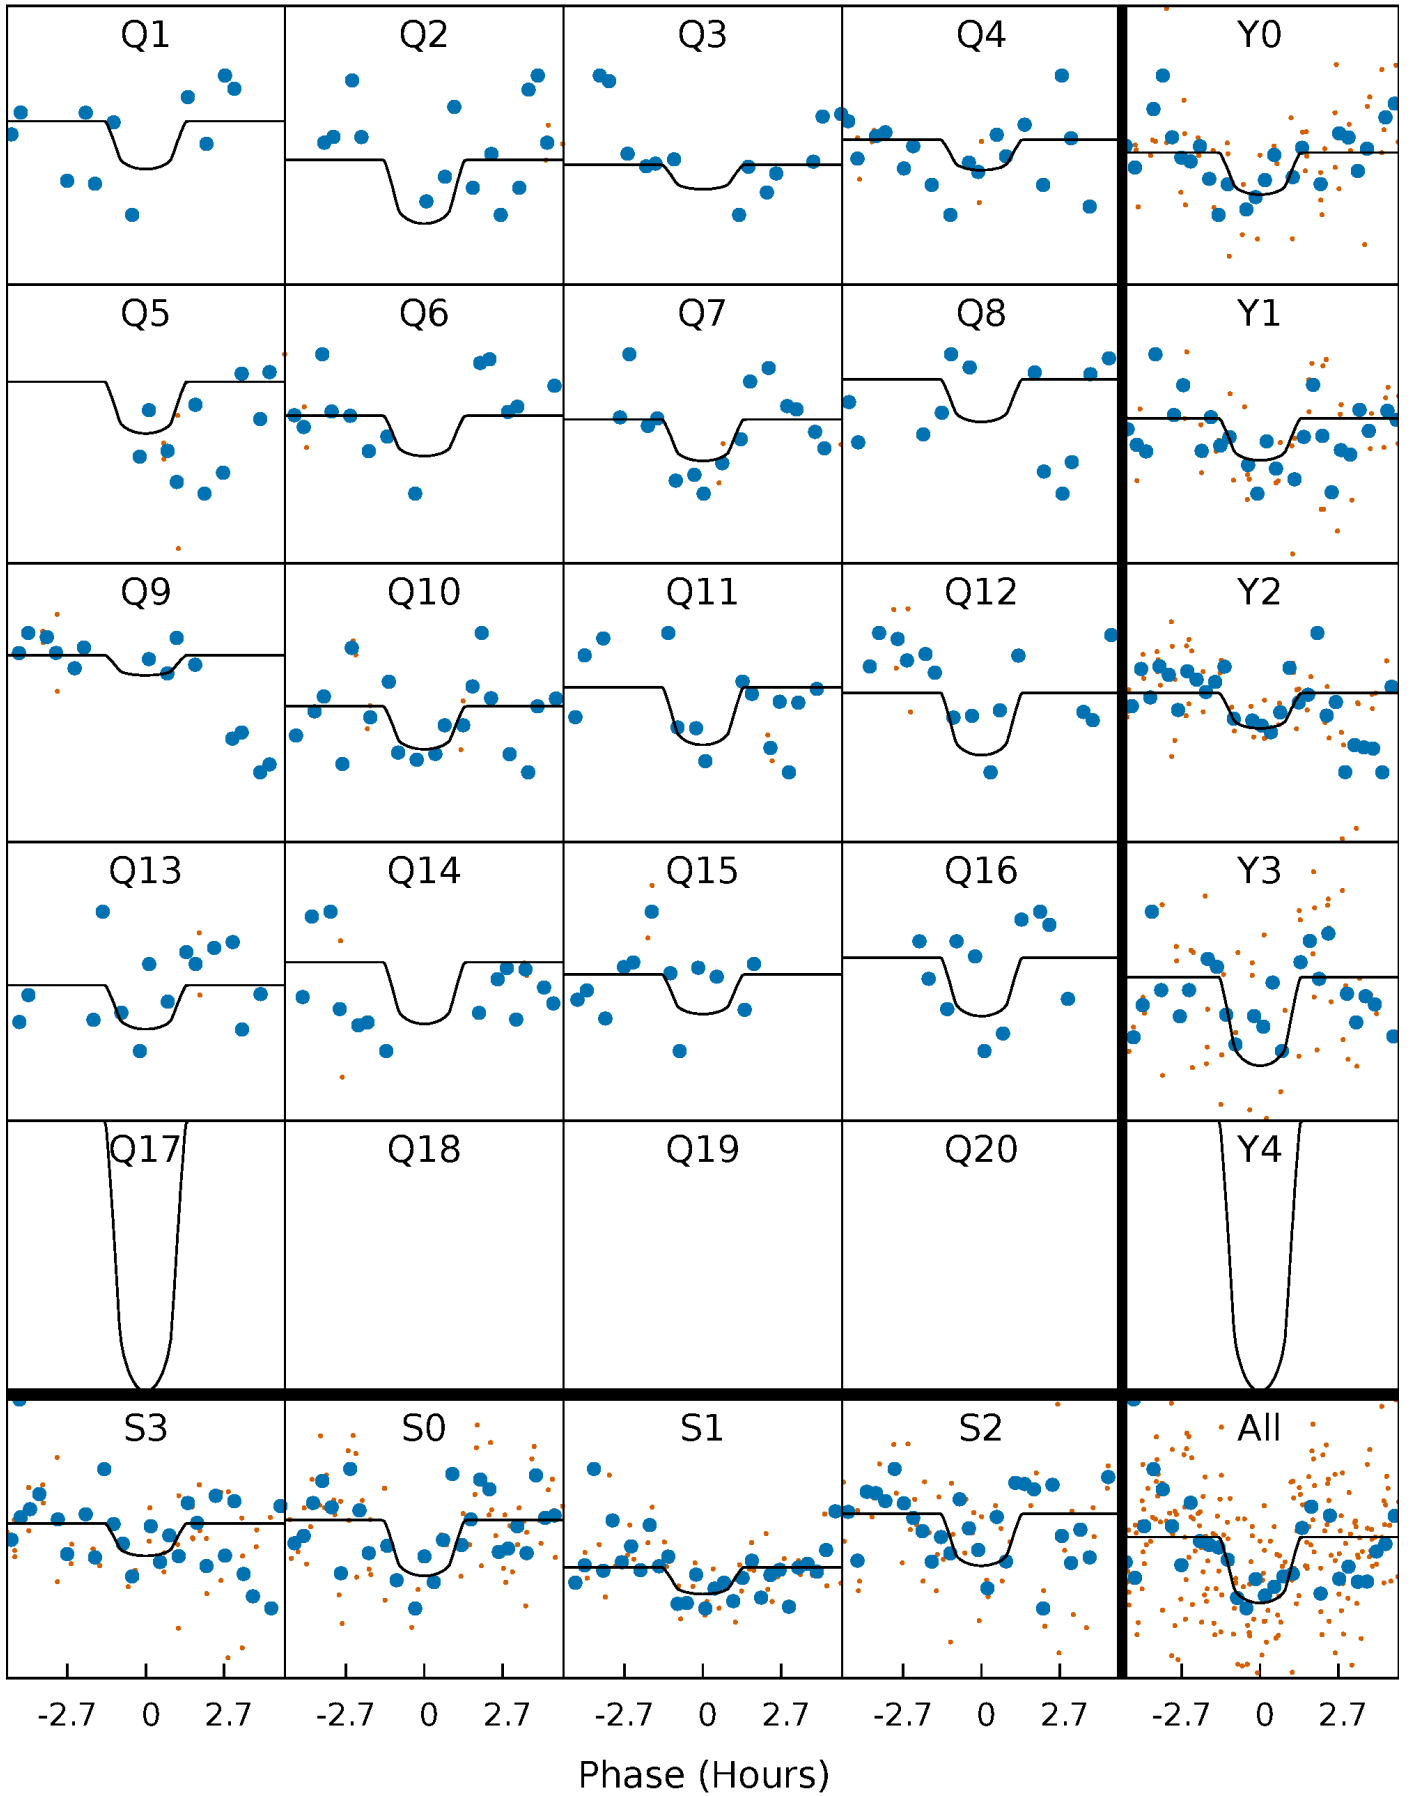 Q1 Q2 Q3 Q4 Y0
Q5 Q6 Q7 Q8 Y1
Q9 Q10 Q11 Q12 Y2
Q13 Q14 Q15 Q16 Y3
Q17 Q18 Q19 Q20 Y4
S3 S0 S1 S2 All
-2.7 0 2.7 -2.7 0 2.7 -2.7 0 2.7 -2.7 0 2.7 -2.7 0 2.7
Phase (Hours)